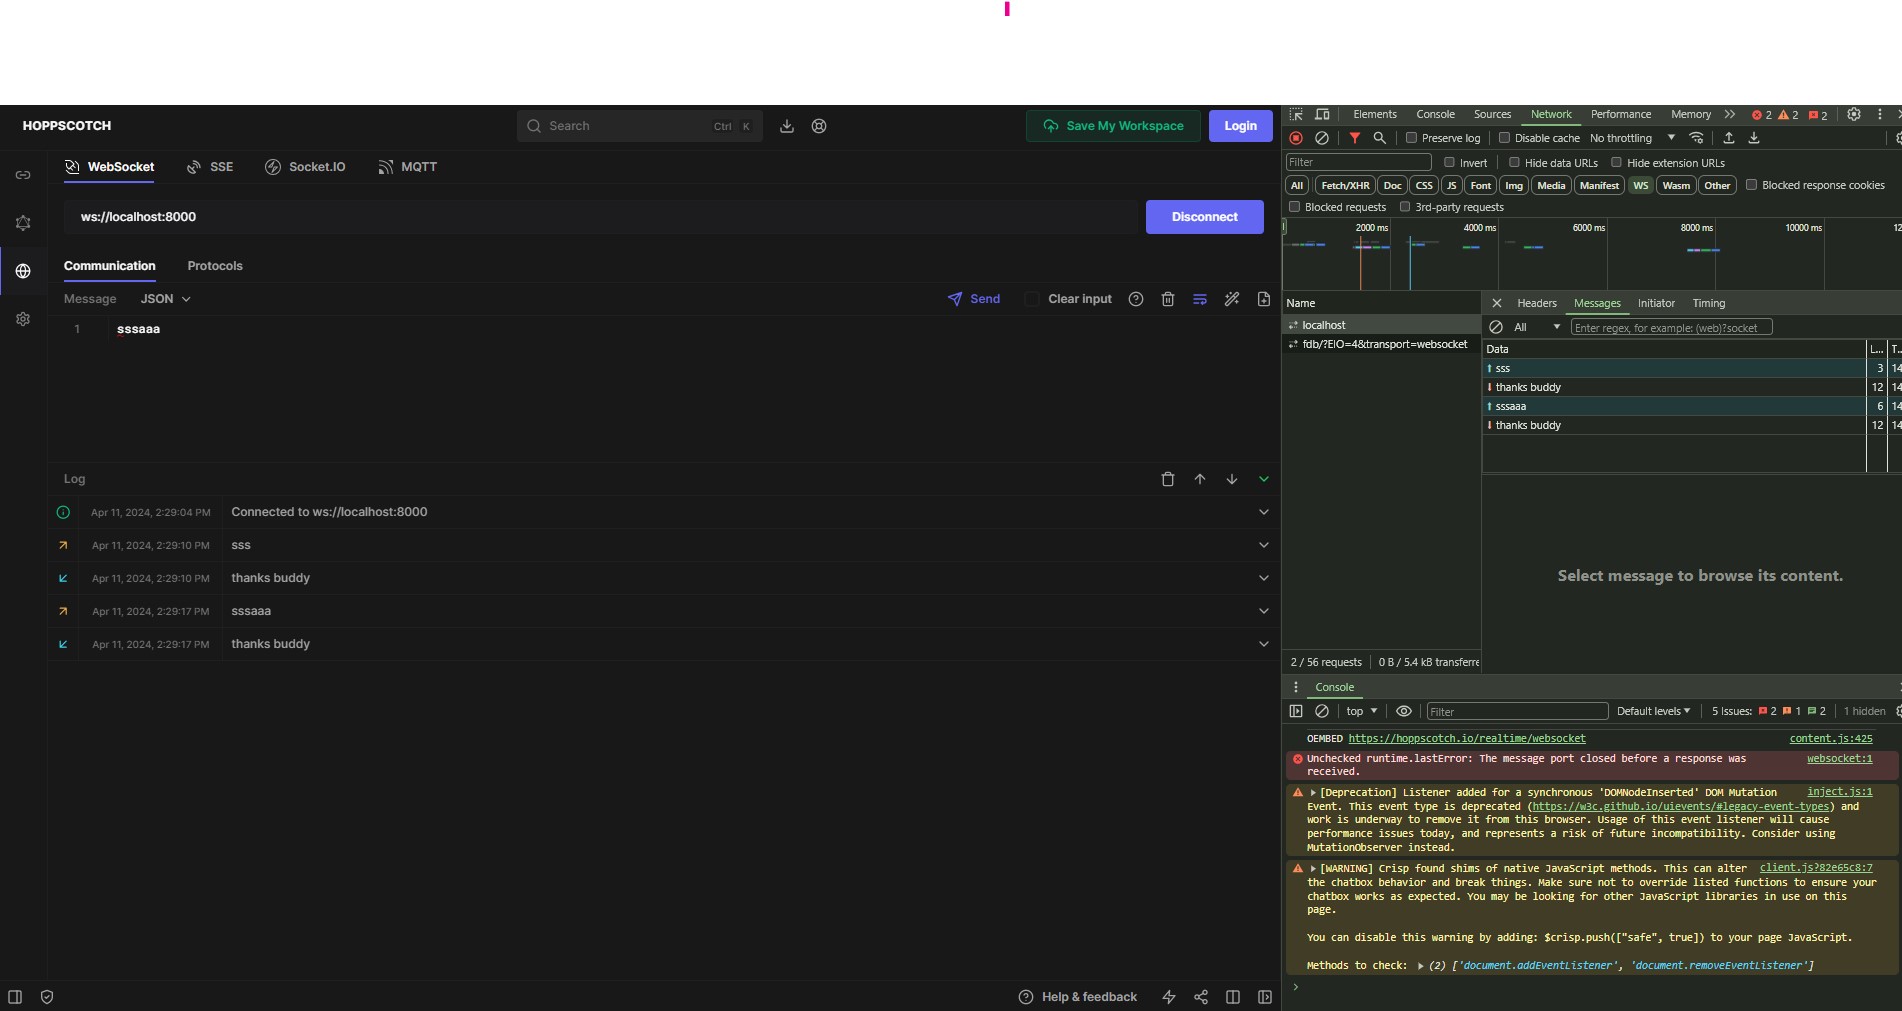 HOPPSCOTCH
Search
Ctrl K
Save My Workspace
Login
WebSocket SSE Socket.IO MQTT
ws://localhost:8000
Disconnect
Communication Protocols
Message JSON
Send Clear input
1 sssaaa
Log
Apr 11, 2024, 2:29:04 PM Connected to ws://localhost:8000
Apr 11, 2024, 2:29:10 PM sss
Apr 11, 2024, 2:29:10 PM thanks buddy
Apr 11, 2024, 2:29:17 PM sssaaa
Apr 11, 2024, 2:29:17 PM thanks buddy
Help & feedback
Elements Console Sources Network Performance Memory 2 2 2
Preserve log Disable cache No throttling
Filter Invert Hide data URLs Hide extension URLs
All Fetch/XHR Doc CSS JS Font Img Media Manifest WS Wasm Other Blocked response cookies
Blocked requests 3rd-party requests
2000 ms 4000 ms 6000 ms 8000 ms 10000 ms 12
Name
localhost
fdb/?EIO=4&transport=websocket
Headers Messages Initiator Timing
All Enter regex, for example: (web)?socket
Data L... T..
sss 3 14
thanks buddy 12 14
sssaaa 6 14
thanks buddy 12 14
Select message to browse its content.
2 / 56 requests 0 B / 5.4 kB transferre
Console
top Filter Default levels 5 Issues: 2 1 2 1 hidden
OEMBED https://hoppscotch.io/realtime/websocket content.js:425
Unchecked runtime.lastError: The message port closed before a response was websocket:1
received.
[Deprecation] Listener added for a synchronous 'DOMNodeInserted' DOM Mutation inject.js:1
Event. This event type is deprecated (https://w3c.github.io/uievents/#legacy-event-types) and
work is underway to remove it from this browser. Usage of this event listener will cause
performance issues today, and represents a risk of future incompatibility. Consider using
MutationObserver instead.
[WARNING] Crisp found shims of native JavaScript methods. This can alter client.js?82e65c8:7
the chatbox behavior and break things. Make sure not to override listed functions to ensure your
chatbox works as expected. You may be looking for other JavaScript libraries in use on this
page.
You can disable this warning by adding: $crisp.push(["safe", true]) to your page JavaScript.
Methods to check: (2) ['document.addEventListener', 'document.removeEventListener']